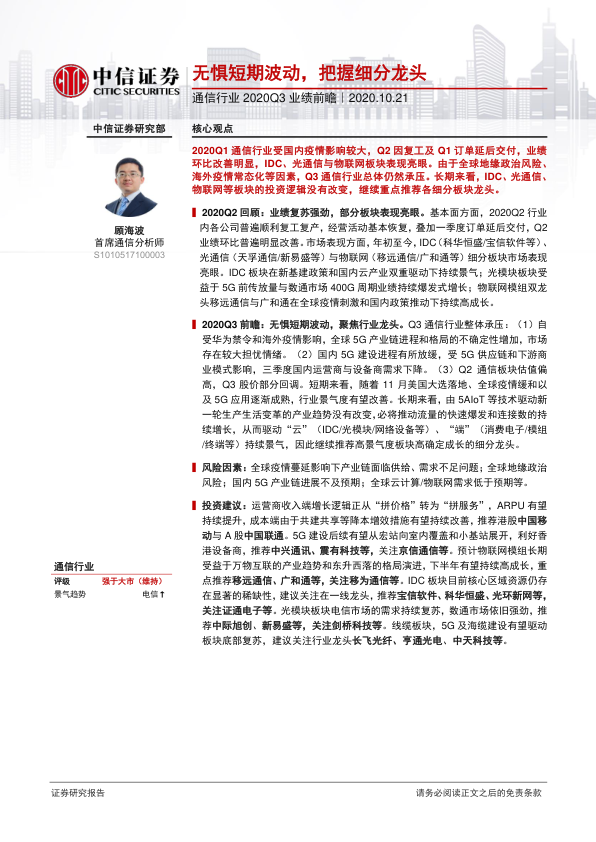 中信证券
CITIC SECURITIES
无惧短期波动，把握细分龙头
通信行业 2020Q3 业绩前瞻｜2020.10.21
中信证券研究部
顾海波
首席通信分析师
S1010517100003
核心观点
2020Q1 通信行业受国内疫情影响较大，Q2 因复工及 Q1 订单延后交付，业绩
环比改善明显，IDC、光通信与物联网板块表现亮眼。由于全球地缘政治风险、
海外疫情常态化等因素，Q3 通信行业总体仍然承压。长期来看，IDC、光通信、
物联网等板块的投资逻辑没有改变，继续重点推荐各细分板块龙头。
2020Q2 回顾：业绩复苏强劲，部分板块表现亮眼。基本面方面，2020Q2 行业
内各公司普遍顺利复工复产，经营活动基本恢复，叠加一季度订单延后交付，Q2
业绩环比普遍明显改善。市场表现方面，年初至今，IDC（科华恒盛/宝信软件等）、
光通信（天孚通信/新易盛等）与物联网（移远通信/广和通等）细分板块市场表现
亮眼。IDC 板块在新基建政策和国内云产业双重驱动下持续景气；光模块板块受
益于 5G 前传放量与数通市场 400G 周期业绩持续爆发式增长；物联网模组双龙
头移远通信与广和通在全球疫情刺激和国内政策推动下持续高成长。
2020Q3 前瞻：无惧短期波动，聚焦行业龙头。Q3 通信行业整体承压：（1）自
受华为禁令和海外疫情影响，全球 5G 产业链进程和格局的不确定性增加，市场
存在较大担忧情绪。（2）国内 5G 建设进程有所放缓，受 5G 供应链和下游商
业模式影响，三季度国内运营商与设备商需求下降。（3）Q2 通信板块估值偏
高，Q3 股价部分回调。短期来看，随着 11 月美国大选落地、全球疫情缓和以
及 5G 应用逐渐成熟，行业景气度有望改善。长期来看，由 5AIoT 等技术驱动新
一轮生产生活变革的产业趋势没有改变，必将推动流量的快速爆发和连接数的持
续增长，从而驱动“云”（IDC/光模块/网络设备等）、“端”（消费电子/模组
/终端等）持续景气，因此继续推荐高景气度板块高确定成长的细分龙头。
风险因素：全球疫情蔓延影响下产业链面临供给、需求不足问题；全球地缘政治
风险；国内 5G 产业链进展不及预期；全球云计算/物联网需求低于预期等。
投资建议：运营商收入端增长逻辑正从“拼价格”转为“拼服务”，ARPU 有望
持续提升，成本端由于共建共享等降本增效措施有望持续改善，推荐港股中国移
动与 A 股中国联通。5G 建设后续有望从宏站向室内覆盖和小基站展开，利好香
港设备商，推荐中兴通讯、震有科技等，关注京信通信等。预计物联网模组长期
受益于万物互联的产业趋势和东升西落的格局演进，下半年有望持续高成长，重
点推荐移远通信、广和通等，关注移为通信等。IDC 板块目前核心区域资源仍存
在显著的稀缺性，建议关注在一线龙头，推荐宝信软件、科华恒盛、光环新网等，
关注证通电子等。光模块板块电信市场的需求持续复苏，数通市场依旧强劲，推
荐中际旭创、新易盛等，关注剑桥科技等。线缆板块，5G 及海缆建设有望驱动
板块底部复苏，建议关注行业龙头长飞光纤、亨通光电、中天科技等。
通信行业
评级 强于大市（维持）
景气趋势 电信↑
证券研究报告
请务必阅读正文之后的免责条款